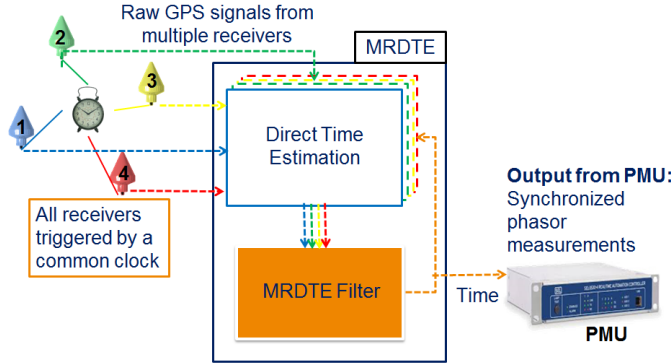 Raw GPS signals from
multiple receivers
MRDTE
2
3
1
4
Direct Time
Estimation
All receivers
triggered by a
common clock
MRDTE Filter
Output from PMU:
Synchronized
phasor
measurements
Time
PMU